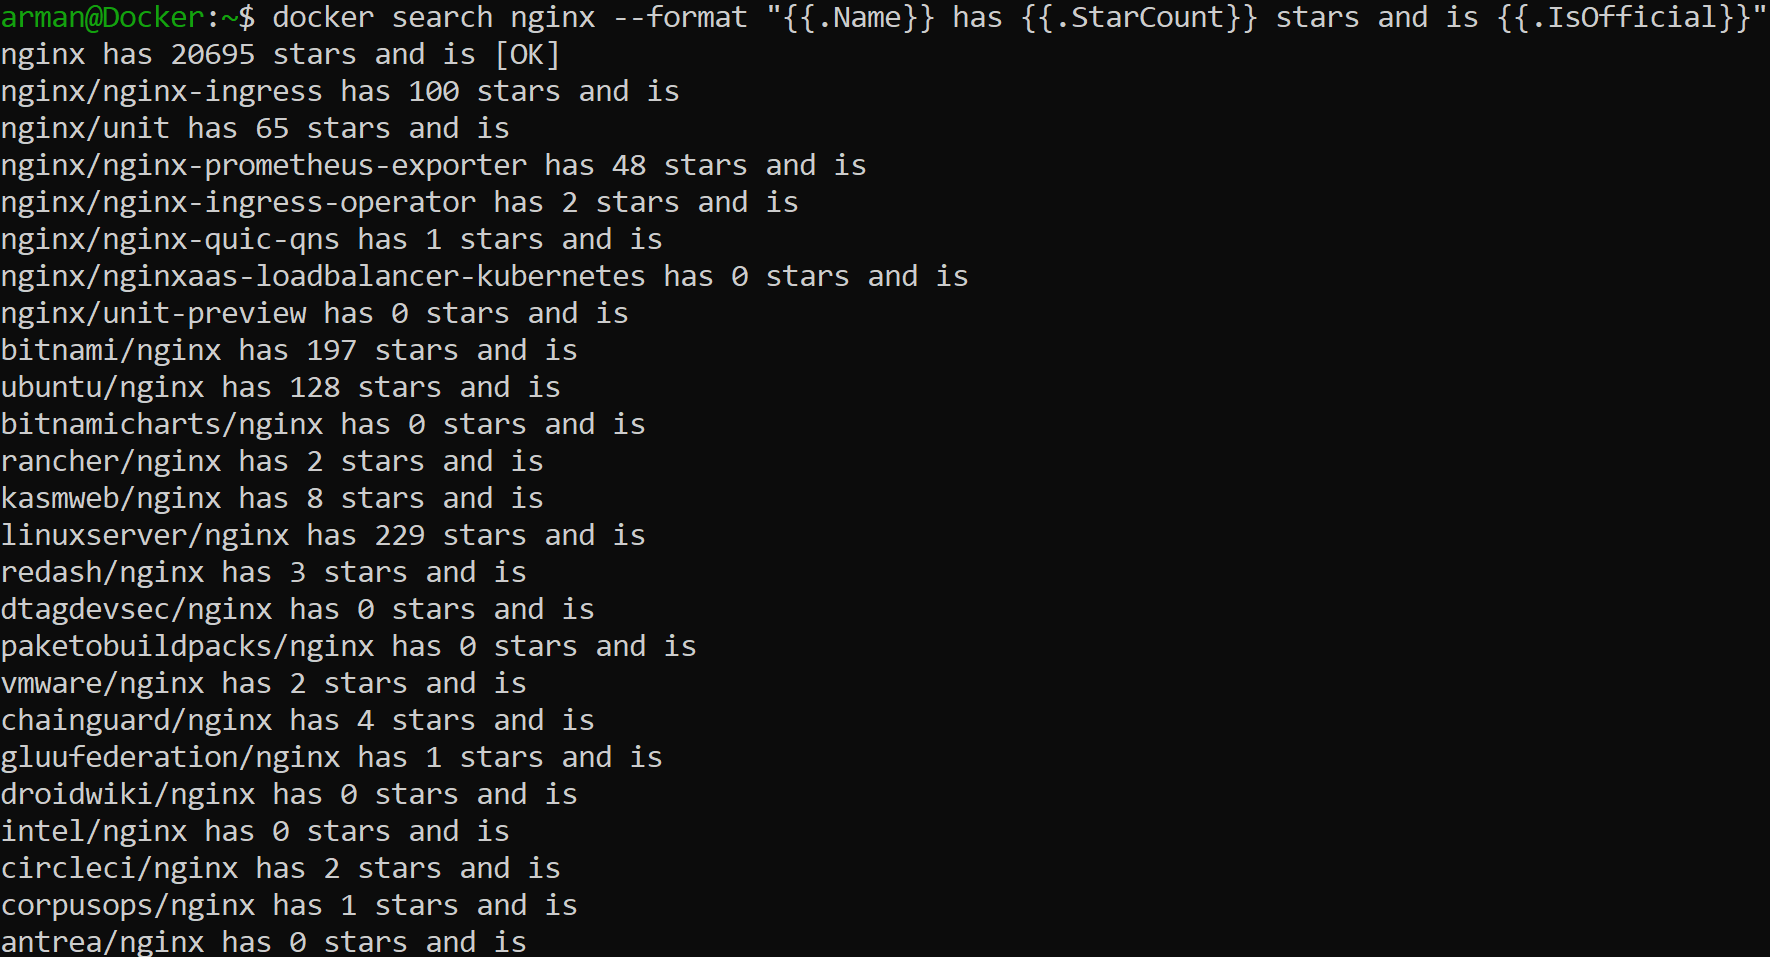 arman@Docker:~$ docker search nginx --format "{{.Name}} has {{.StarCount}} stars and is {{.IsOfficial}}"
nginx has 20695 stars and is [OK]
nginx/nginx-ingress has 100 stars and is
nginx/unit has 65 stars and is
nginx/nginx-prometheus-exporter has 48 stars and is
nginx/nginx-ingress-operator has 2 stars and is
nginx/nginx-quic-qns has 1 stars and is
nginx/nginxaas-loadbalancer-kubernetes has 0 stars and is
nginx/unit-preview has 0 stars and is
bitnami/nginx has 197 stars and is
ubuntu/nginx has 128 stars and is
bitnamicharts/nginx has 0 stars and is
rancher/nginx has 2 stars and is
kasmweb/nginx has 8 stars and is
linuxserver/nginx has 229 stars and is
redash/nginx has 3 stars and is
dtagdevsec/nginx has 0 stars and is
paketobuildpacks/nginx has 0 stars and is
vmware/nginx has 2 stars and is
chainguard/nginx has 4 stars and is
gluufederation/nginx has 1 stars and is
droidwiki/nginx has 0 stars and is
intel/nginx has 0 stars and is
circleci/nginx has 2 stars and is
corpusops/nginx has 1 stars and is
antrea/nginx has 0 stars and is